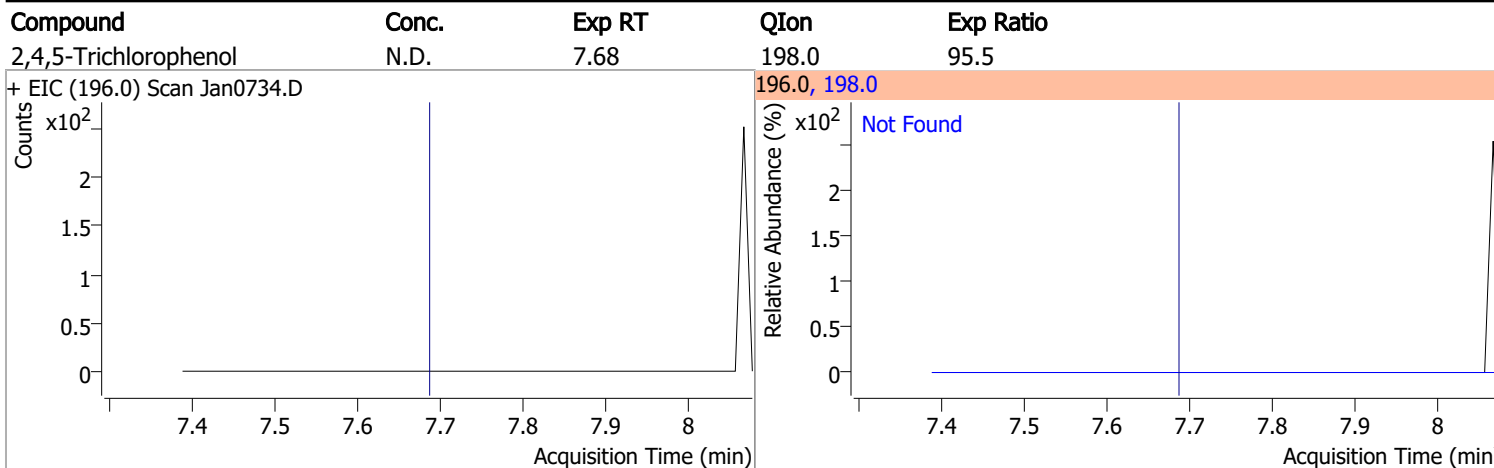 Compound Conc. Exp RT QIon Exp Ratio
2,4,5-Trichlorophenol N.D. 7.68 198.0 95.5
+ EIC (196.0) Scan Jan0734.D
Counts
x10²
2
1.5
1
0.5
0
7.4 7.5 7.6 7.7 7.8 7.9 8
Acquisition Time (min)
196.0, 198.0
Relative Abundance (%)
x10²
Not Found
2
1.5
1
0.5
0
7.4 7.5 7.6 7.7 7.8 7.9 8
Acquisition Time (min